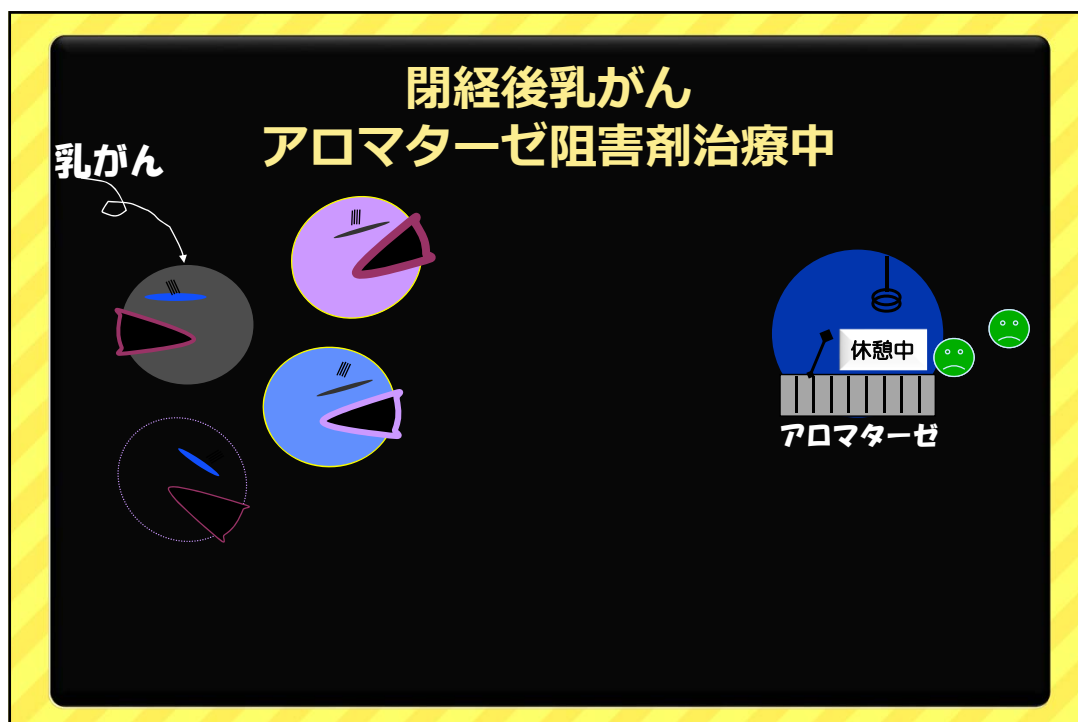 閉経後乳がん
アロマターゼ阻害剤治療中
乳がん
休憩中
アロマターゼ